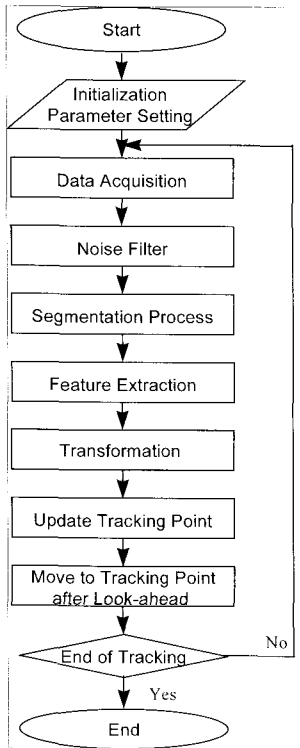 Start
Initialization
Parameter Setting
Data Acquisition
Noise Filter
Segmentation Process
Feature Extraction
Transformation
Update Tracking Point
Move to Tracking Point
after Look-ahead
End of Tracking
No
Yes
End